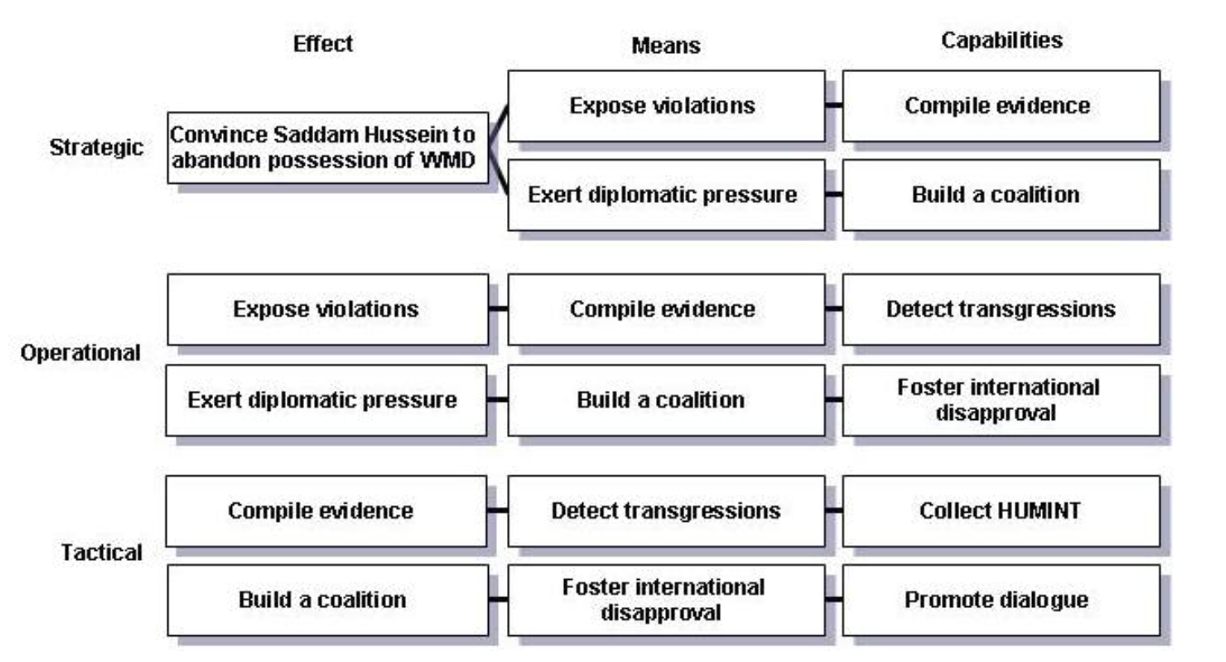 Effect
Means
Capabilities
Strategic
Convince Saddam Hussein to
abandon possession of WMD
Expose violations
Compile evidence
Exert diplomatic pressure
Build a coalition
Operational
Expose violations
Compile evidence
Detect transgressions
Exert diplomatic pressure
Build a coalition
Foster international
disapproval
Tactical
Compile evidence
Detect transgressions
Collect HUMINT
Build a coalition
Foster international
disapproval
Promote dialogue